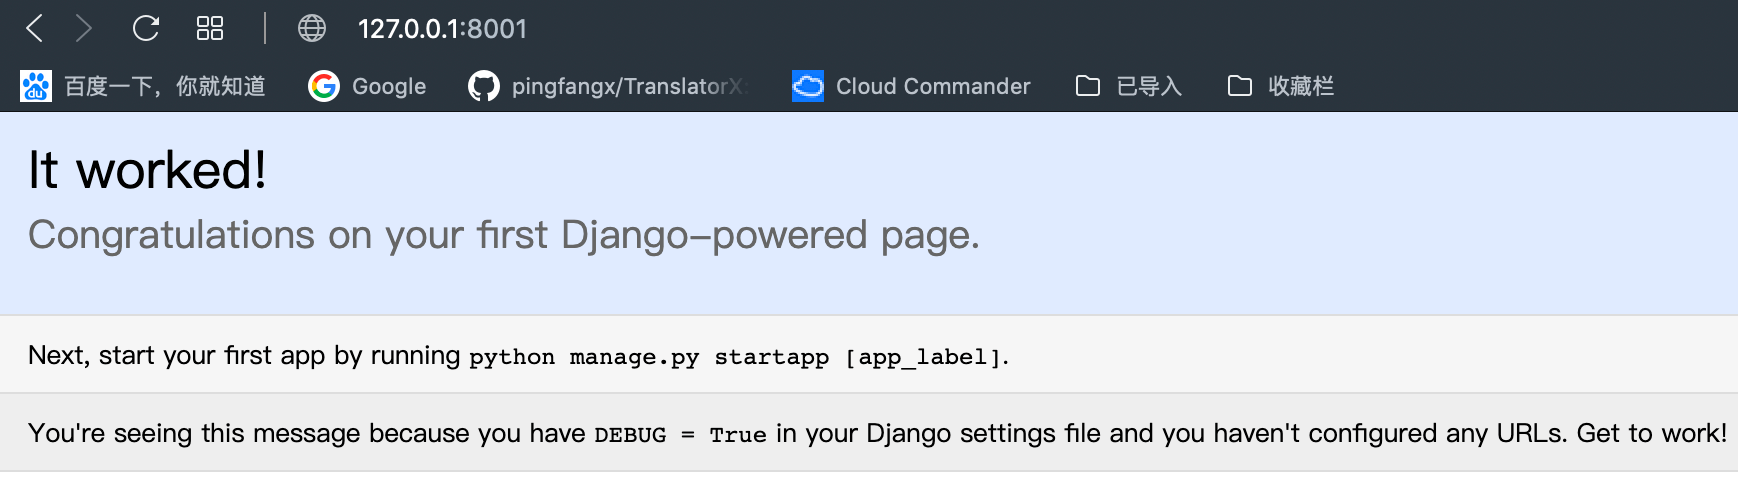 127.0.0.1:8001
百度一下，你就知道 Google pingfangx/TranslatorX Cloud Commander 已导入 收藏栏
It worked!
Congratulations on your first Django-powered page.
Next, start your first app by running python manage.py startapp [app_label].
You're seeing this message because you have DEBUG = True in your Django settings file and you haven't configured any URLs. Get to work!